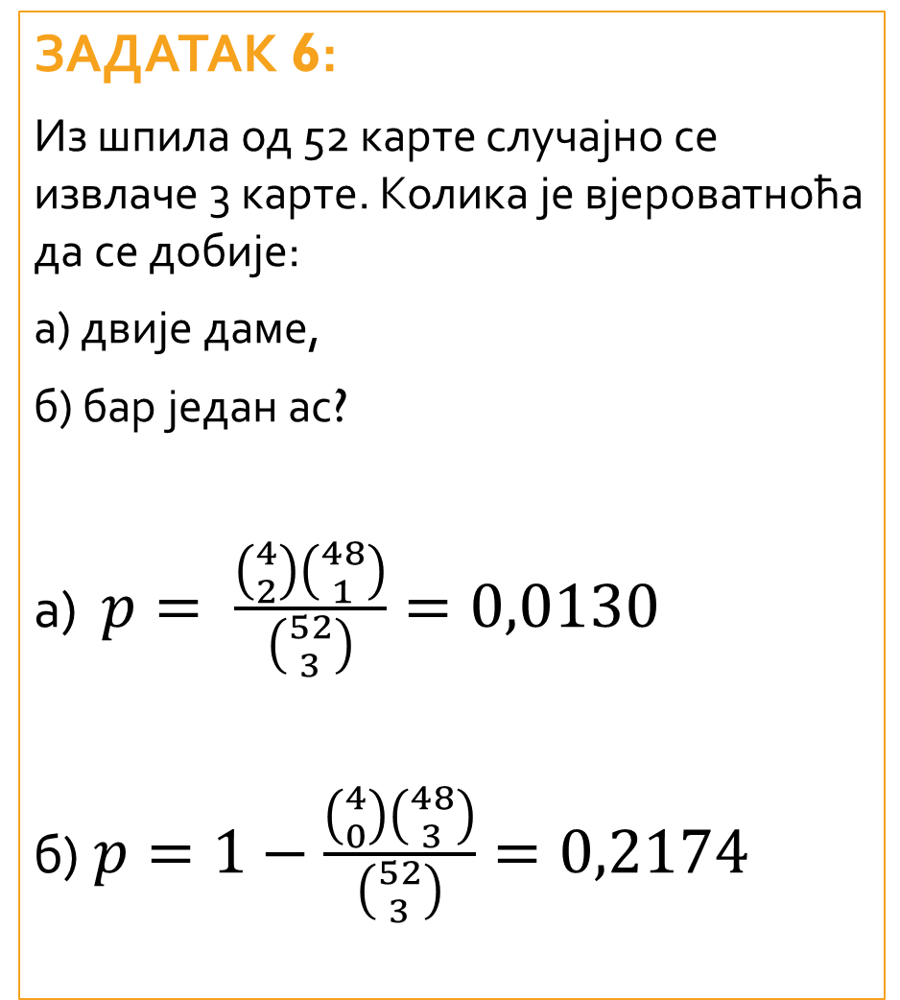 ЗАДАТАК 6:
Из шпила од 52 карте случајно се
извлаче 3 карте. Колика је вјероватноћа
да се добије:
а) двије даме,
б) бар један ас?
а) 𝑝 = \frac{\binom{4}{2}\binom{48}{1}}{\binom{52}{3}} = 0,0130
б) 𝑝 = 1 − \frac{\binom{4}{0}\binom{48}{3}}{\binom{52}{3}} = 0,2174